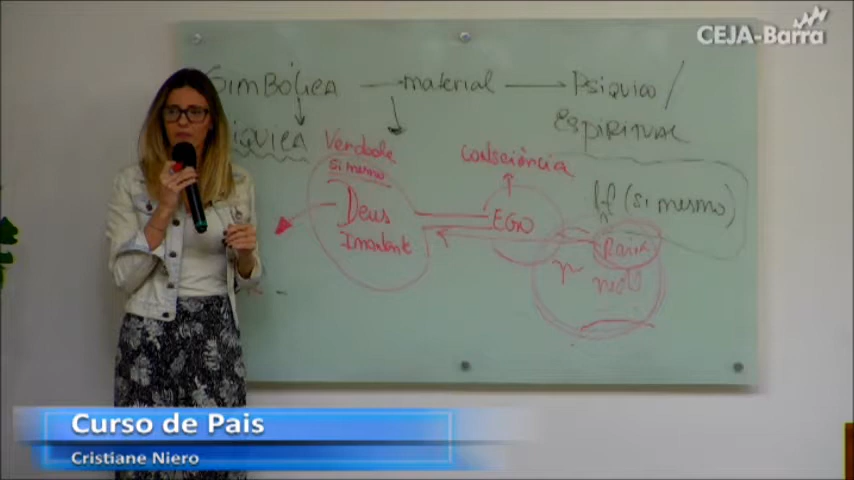 CEJA-Barra
SIMBÓLICA → material → Psíquico /
ESPIRITUAL
Verdade
Si mesmo
Deus
Imanente
Consciência
EGO
(si mesmo)
Raiva
Curso de Pais
Cristiane Niero